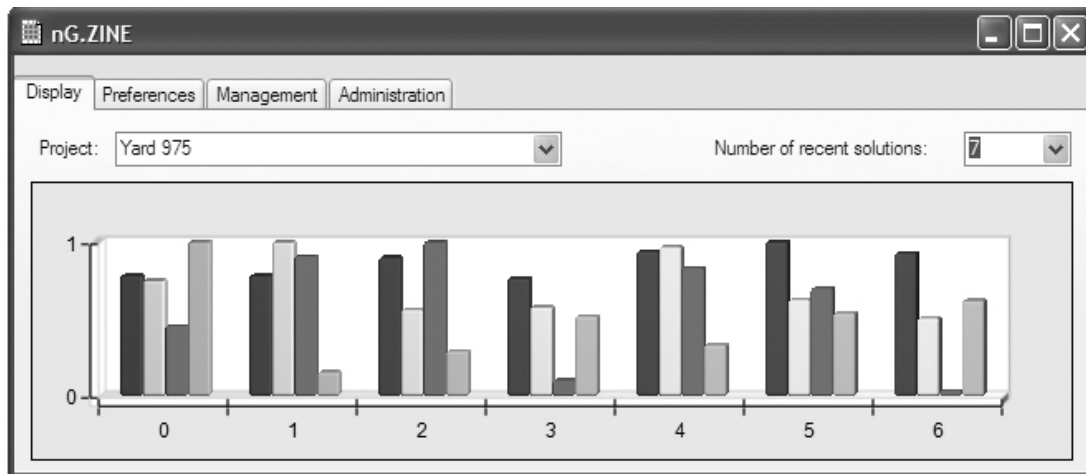 nG.ZINE
Display Preferences Management Administration
Project: Yard 975 Number of recent solutions: 7
1
0
0 1 2 3 4 5 6